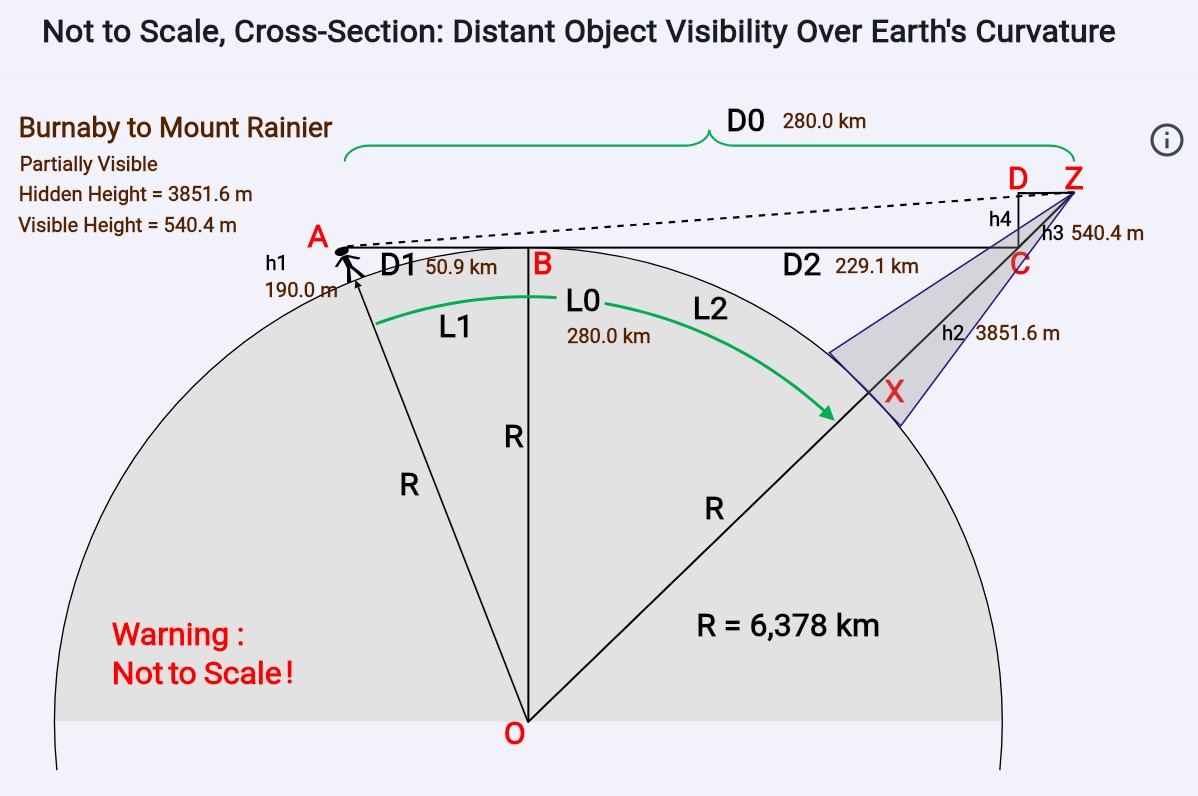 Not to Scale, Cross-Section: Distant Object Visibility Over Earth's Curvature
Burnaby to Mount Rainier
Partially Visible
Hidden Height = 3851.6 m
Visible Height = 540.4 m
D0 280.0 km
D Z
h4
h3 540.4 m
A
h1
190.0 m
D1 50.9 km
B
D2 229.1 km
C
L0
280.0 km
L1
L2
h2 3851.6 m
X
R
R
R
R = 6,378 km
Warning :
Not to Scale!
O